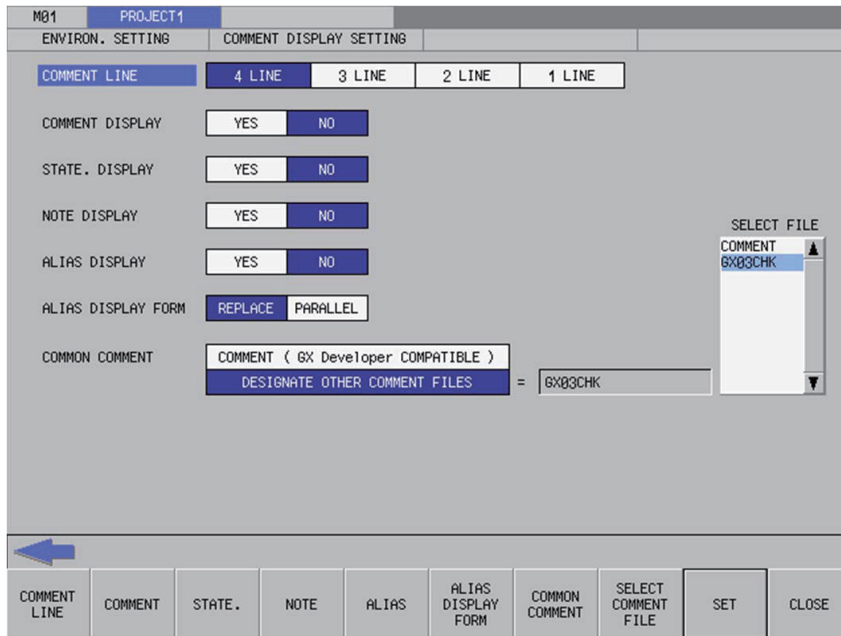 M01 PROJECT1
ENVIRON. SETTING COMMENT DISPLAY SETTING
COMMENT LINE 4 LINE 3 LINE 2 LINE 1 LINE
COMMENT DISPLAY YES NO
STATE. DISPLAY YES NO
NOTE DISPLAY YES NO
SELECT FILE
COMMENT
GX03CHK
ALIAS DISPLAY YES NO
ALIAS DISPLAY FORM REPLACE PARALLEL
COMMON COMMENT COMMENT ( GX Developer COMPATIBLE )
DESIGNATE OTHER COMMENT FILES = GX03CHK
COMMENT LINE
COMMENT
STATE.
NOTE
ALIAS
ALIAS DISPLAY FORM
COMMON COMMENT
SELECT COMMENT FILE
SET
CLOSE